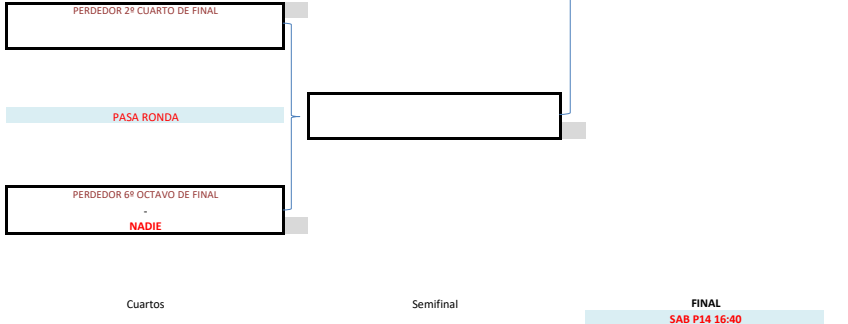 PERDEDOR 2º CUARTO DE FINAL
PASA RONDA
PERDEDOR 6º OCTAVO DE FINAL
-
NADIE
Cuartos
Semifinal
FINAL
SAB P14 16:40